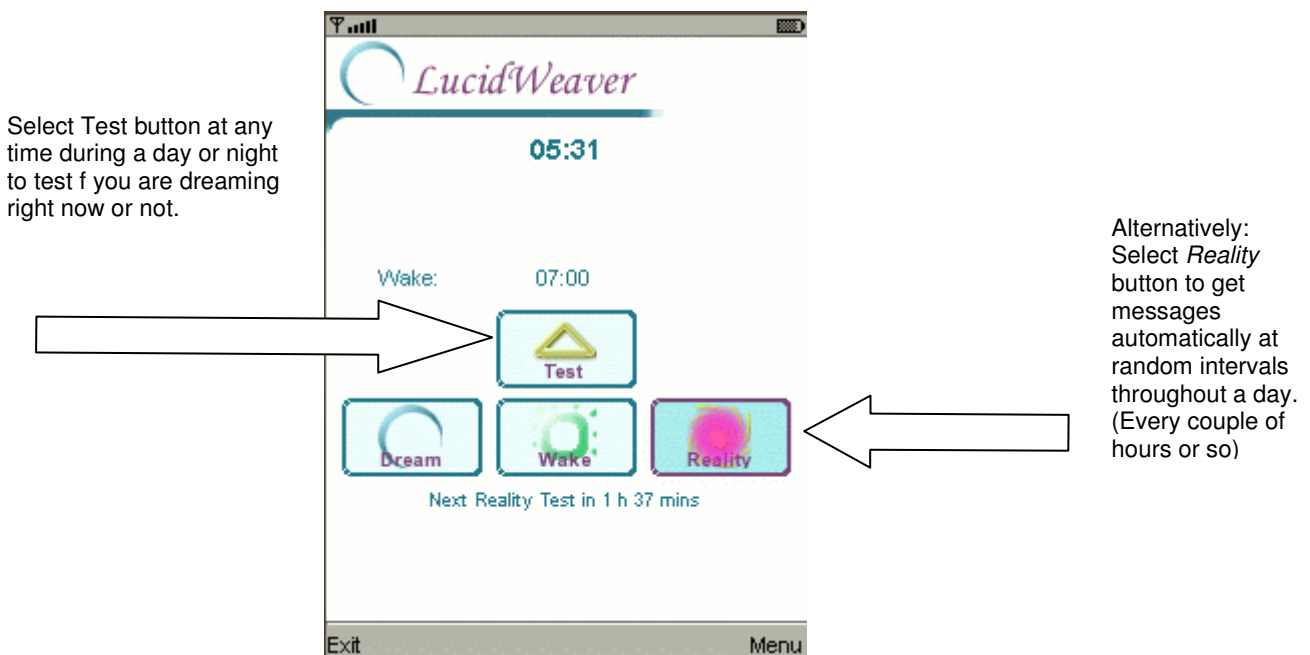 Select Test button at any
time during a day or night
to test f you are dreaming
right now or not.
LucidWeaver
05:31
Wake: 07:00
Test
Dream Wake Reality
Next Reality Test in 1 h 37 mins
Exit Menu
Alternatively:
Select Reality
button to get
messages
automatically at
random intervals
throughout a day.
(Every couple of
hours or so)